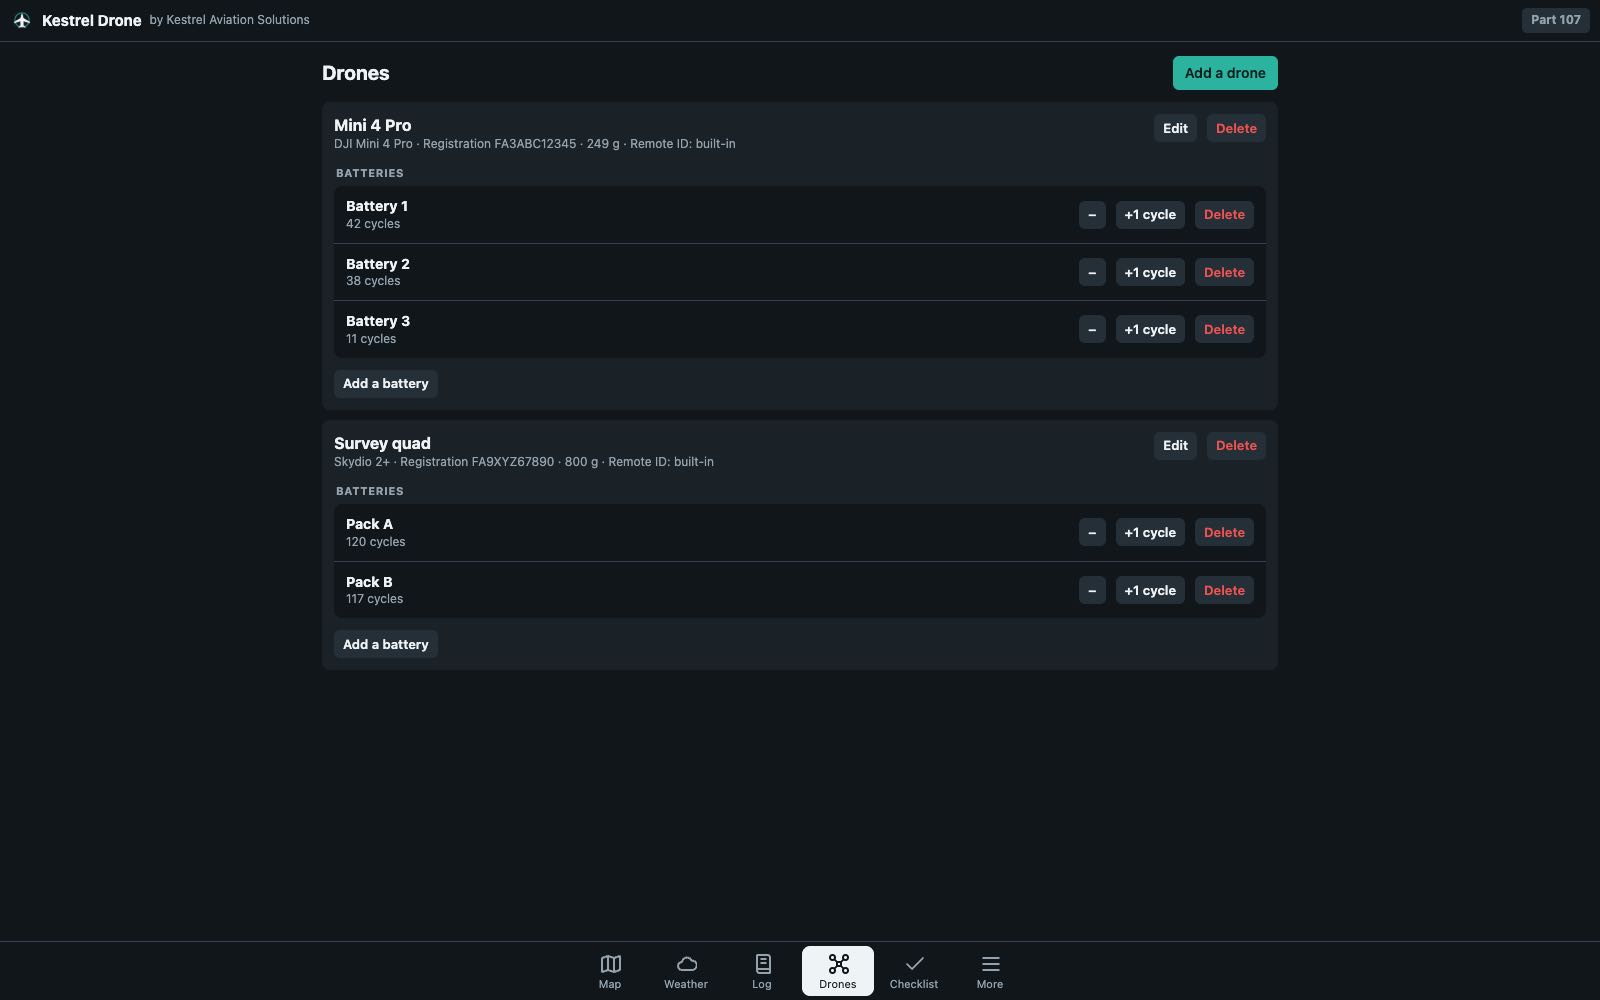 Kestrel Drone by Kestrel Aviation Solutions
Part 107
Drones
Add a drone
Mini 4 Pro
Edit
Delete
DJI Mini 4 Pro · Registration FA3ABC12345 · 249 g · Remote ID: built-in
BATTERIES
Battery 1
42 cycles
–
+1 cycle
Delete
Battery 2
38 cycles
–
+1 cycle
Delete
Battery 3
11 cycles
–
+1 cycle
Delete
Add a battery
Survey quad
Edit
Delete
Skydio 2+ · Registration FA9XYZ67890 · 800 g · Remote ID: built-in
BATTERIES
Pack A
120 cycles
–
+1 cycle
Delete
Pack B
117 cycles
–
+1 cycle
Delete
Add a battery
Map
Weather
Log
Drones
Checklist
More